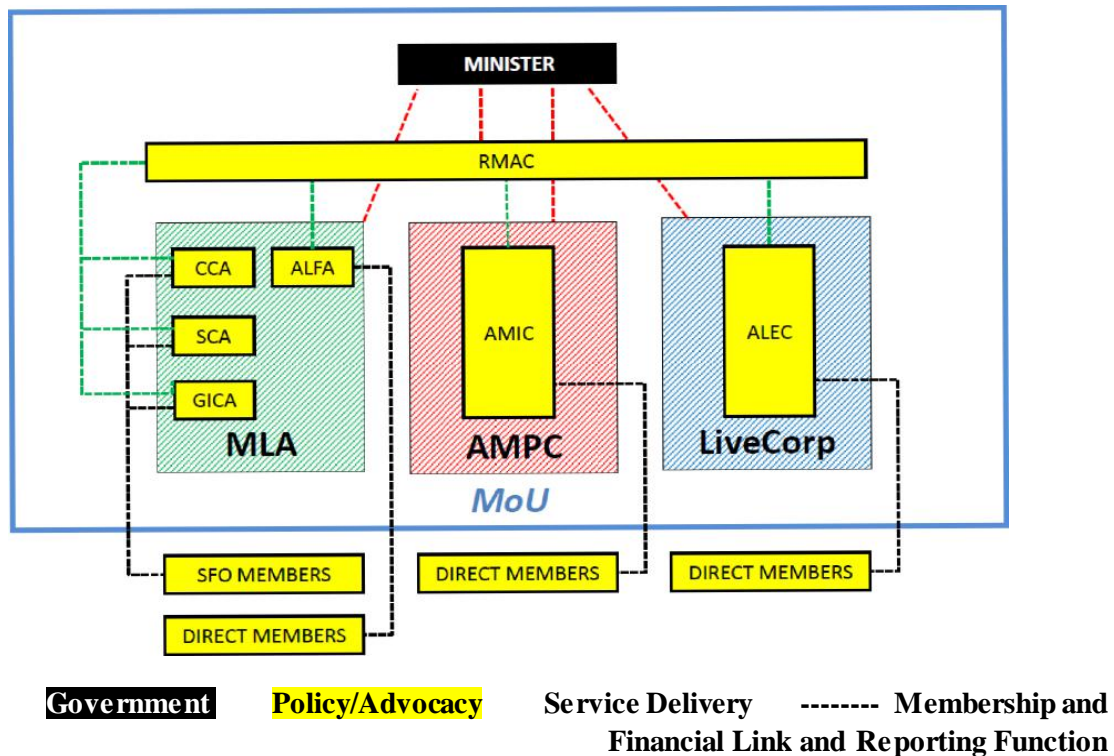 MINISTER
RMAC
CCA
ALFA
SCA
GICA
AMIC
ALEC
MLA
AMPC
LiveCorp
MoU
SFO MEMBERS
DIRECT MEMBERS
DIRECT MEMBERS
DIRECT MEMBERS
Government Policy/Advocacy Service Delivery -------- Membership and
Financial Link and Reporting Function